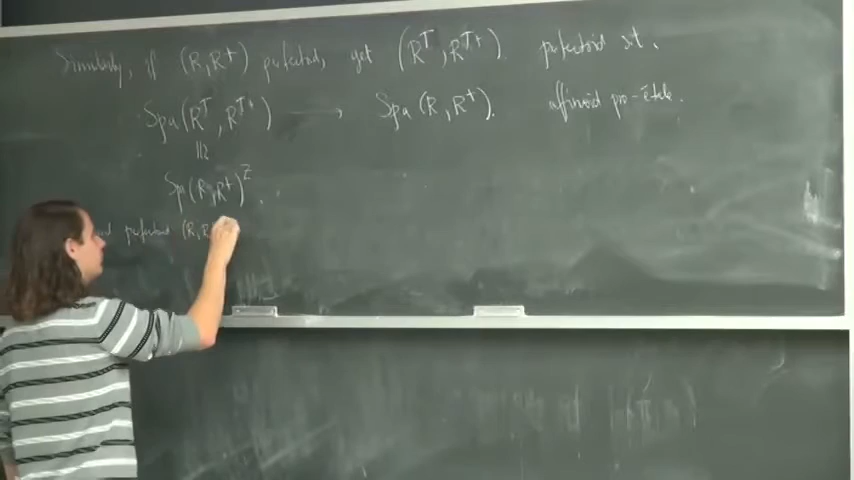 Similarly, if (R, R⁺) perfectoid, get (R^T, R^{T+}) perfectoid st.
Spa(R^T, R^{T+}) ⟶ Spa(R, R⁺). affinoid pro-étale.
Spa(R, R⁺)
perfectoid (R, R